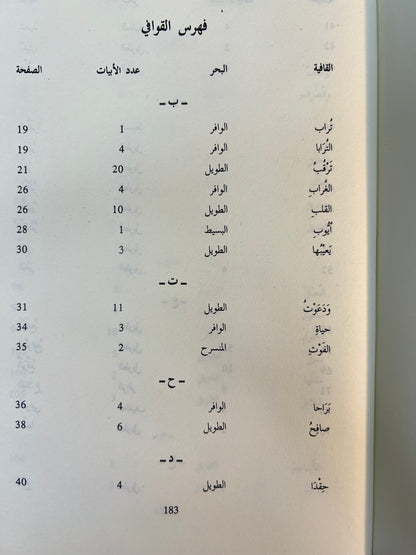 فهرس القوافي
القافية البحر عدد الأبيات الصفحة
ـ ب ـ
تُراب الوافر 1 19
التُرَابا الوافر 4 19
تَرْقُبُ الطويل 20 21
الغُراب الوافر 4 26
القلبِ الطويل 10 26
أيُّوبِ البسيط 1 28
يَعيْبُها الطويل 3 30
ـ ت ـ
وَدَعَوْتُ الطويل 11 31
حياةِ الوافر 3 34
الفَوْتِ المنسرح 2 35
ـ ح ـ
بَرَاحا الوافر 4 36
صافِحُ الطويل 6 38
ـ د ـ
حِقْدَا الطويل 4 40
183